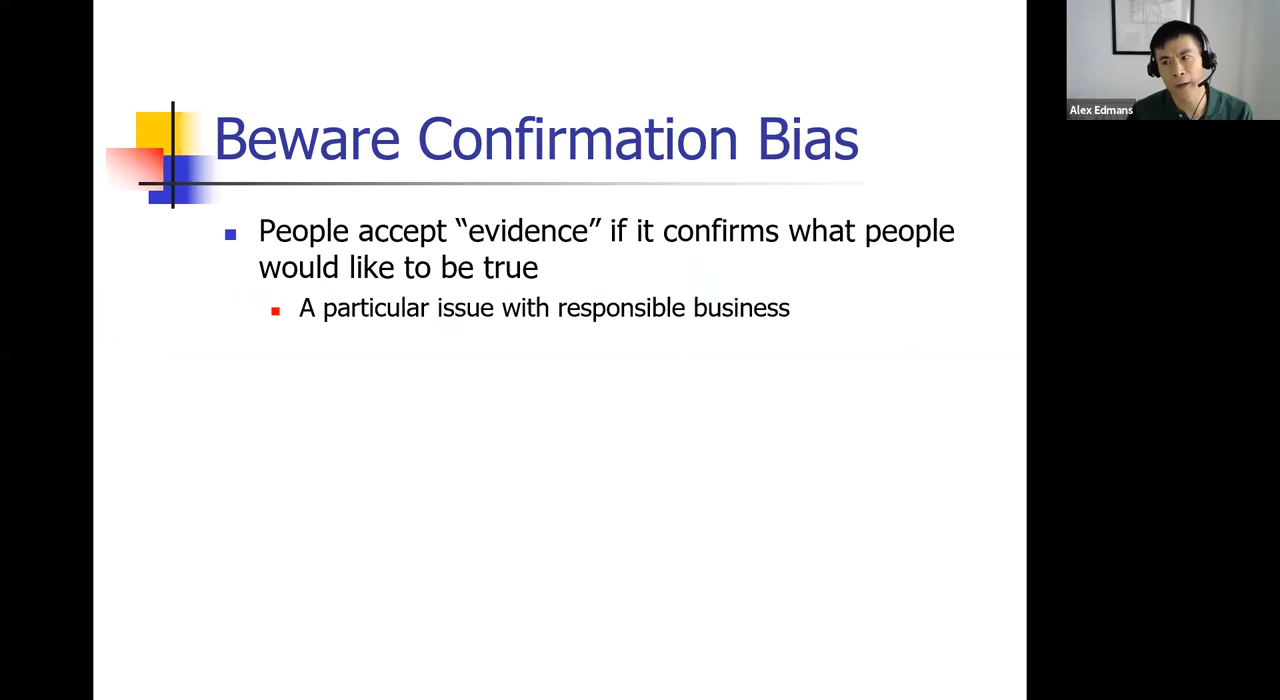 Beware Confirmation Bias
People accept “evidence” if it confirms what people
would like to be true
A particular issue with responsible business
Alex Edmans